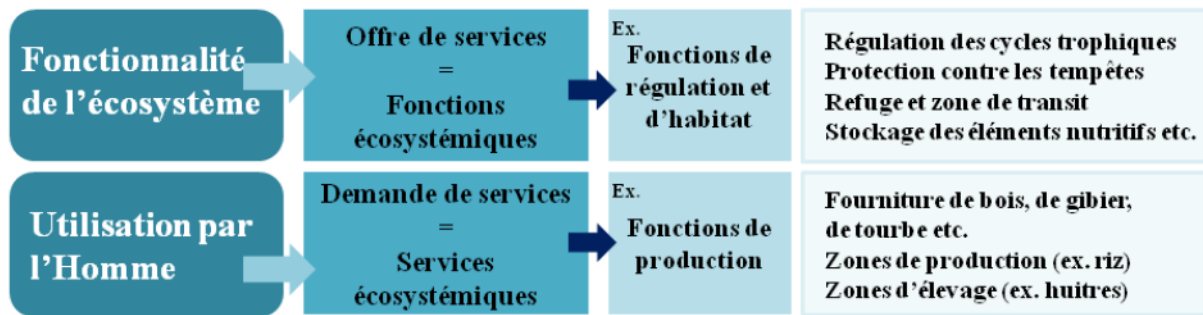 Fonctionnalité
de l'écosystème
Offre de services
=
Fonctions
écosystémiques
Ex.
Fonctions de
régulation et
d'habitat
Régulation des cycles trophiques
Protection contre les tempêtes
Refuge et zone de transit
Stockage des éléments nutritifs etc.
Utilisation par
l'Homme
Demande de services
=
Services
écosystémiques
Ex.
Fonctions de
production
Fourniture de bois, de gibier,
de tourbe etc.
Zones de production (ex. riz)
Zones d'élevage (ex. huitres)